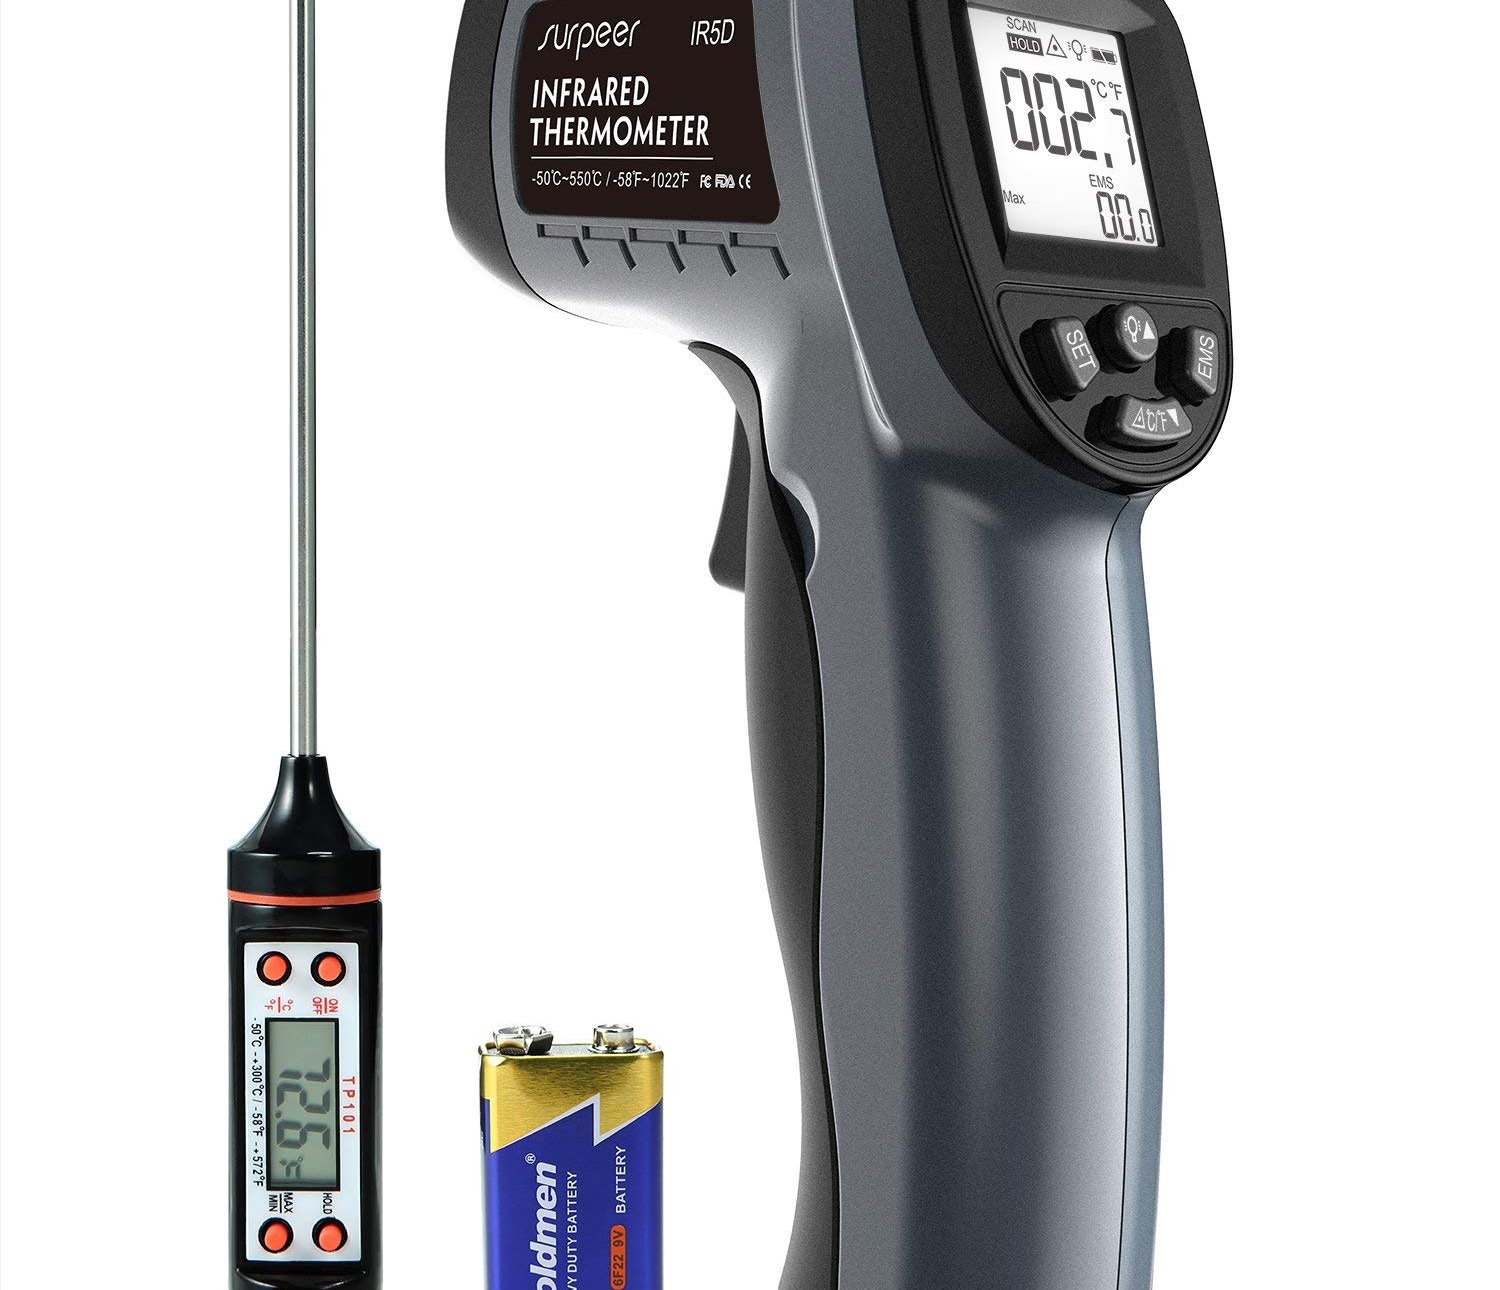 surpeer IR5D
INFRARED
THERMOMETER
-50℃~550℃ / -58℉~1022℉ FC FDA CE
SCAN
HOLD
002.7 °C °F
Max
EMS
00.0
SET
EMS
℃/℉
°C
°F
ON
OFF
TP101
72.6 °F
-50°C - +300°C / -58°F - +572°F
MAX
MIN
HOLD
oldmen®
VY DUTY BATTERY
BATTERY
6F22 9V